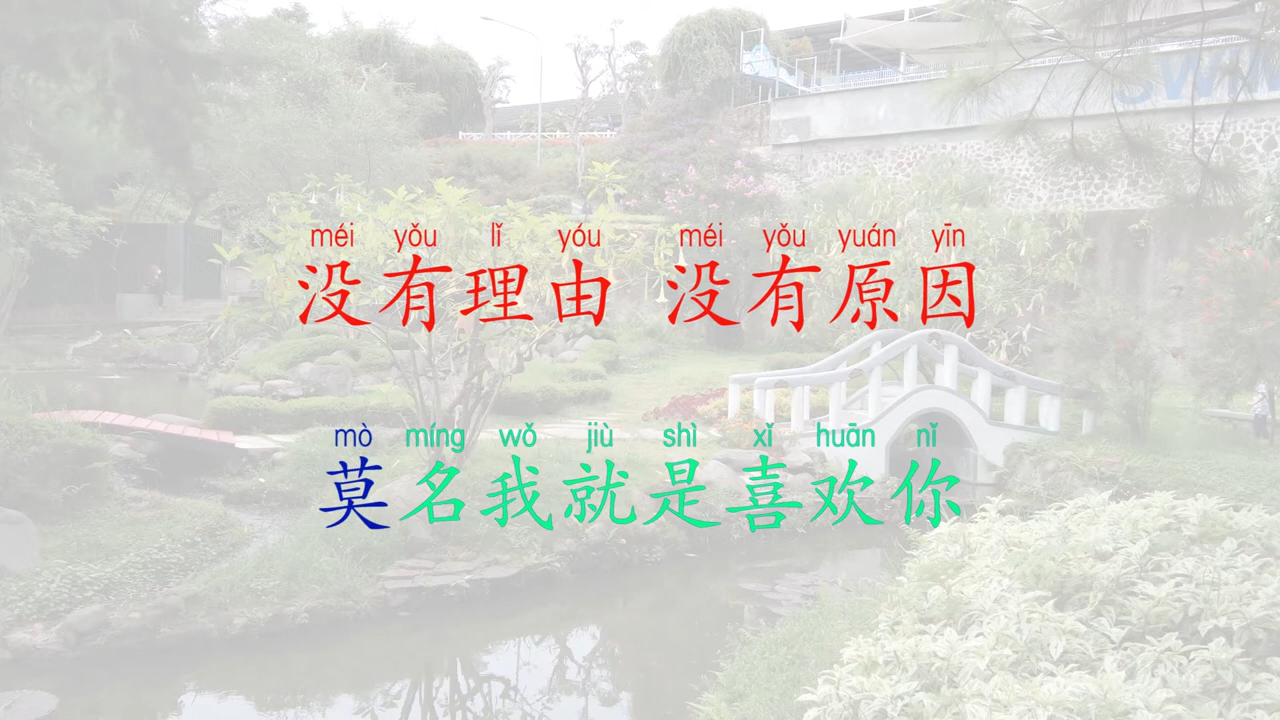 méi yǒu lǐ yóu méi yǒu yuán yīn
没有理由 没有原因
mò míng wǒ jiù shì xǐ huān nǐ
莫名我就是喜欢你
SWIM